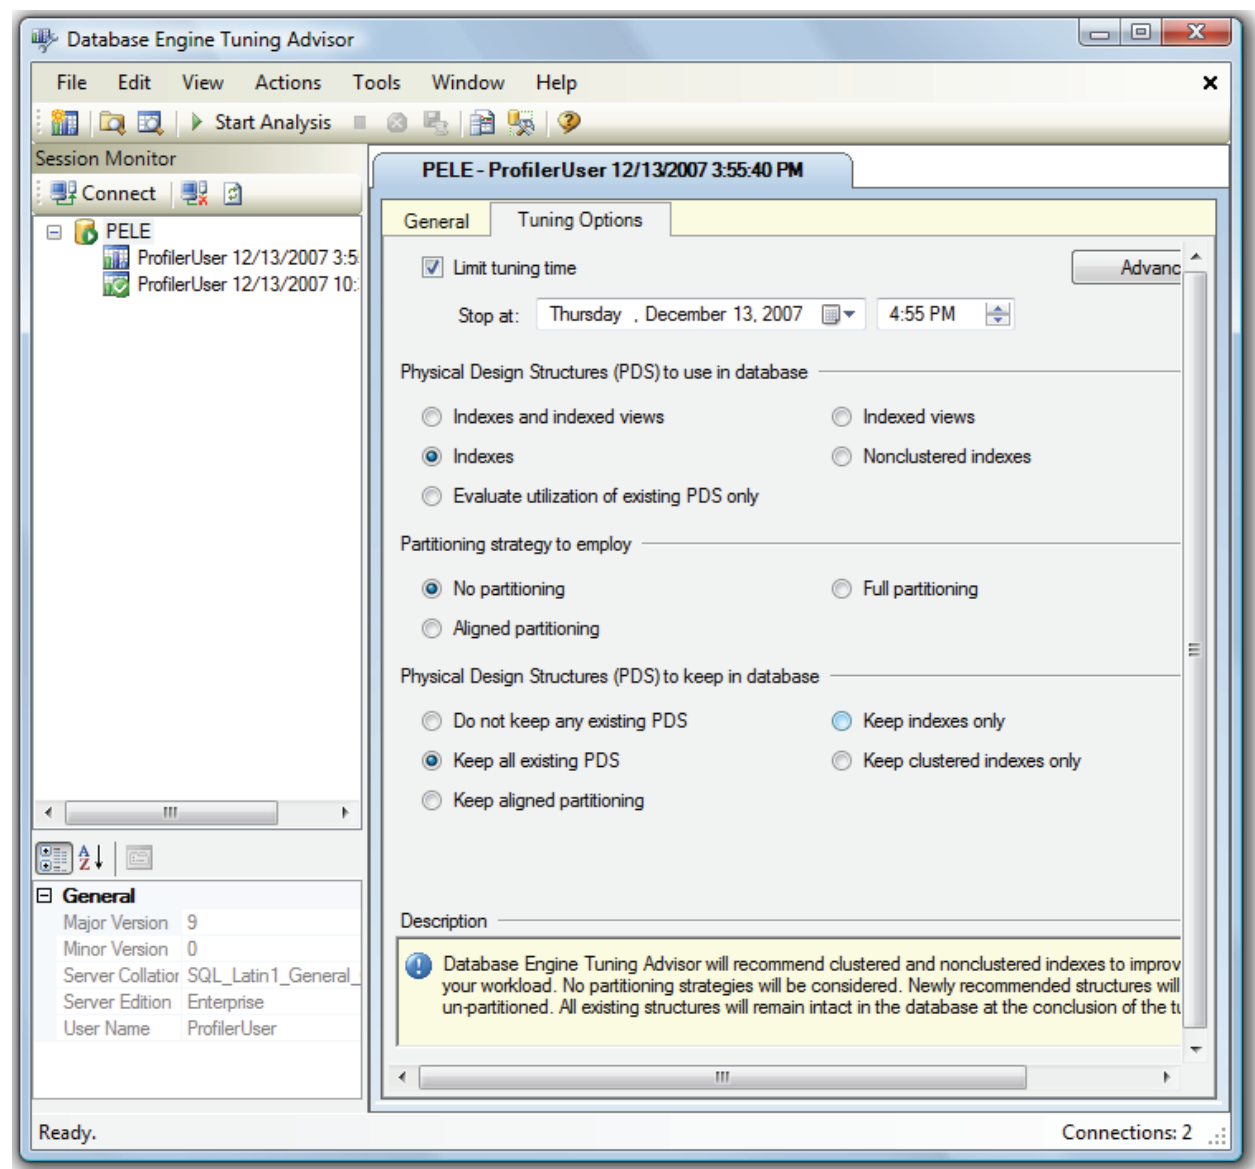 Database Engine Tuning Advisor
File Edit View Actions Tools Window Help
Start Analysis
Session Monitor
Connect
PELE
ProfilerUser 12/13/2007 3:5
ProfilerUser 12/13/2007 10:
General
Major Version 9
Minor Version 0
Server Collation SQL_Latin1_General_
Server Edition Enterprise
User Name ProfilerUser
PELE - ProfilerUser 12/13/2007 3:55:40 PM
General Tuning Options
Limit tuning time Advanc
Stop at: Thursday , December 13, 2007 4:55 PM
Physical Design Structures (PDS) to use in database
Indexes and indexed views Indexed views
Indexes Nonclustered indexes
Evaluate utilization of existing PDS only
Partitioning strategy to employ
No partitioning Full partitioning
Aligned partitioning
Physical Design Structures (PDS) to keep in database
Do not keep any existing PDS Keep indexes only
Keep all existing PDS Keep clustered indexes only
Keep aligned partitioning
Description
Database Engine Tuning Advisor will recommend clustered and nonclustered indexes to improv
your workload. No partitioning strategies will be considered. Newly recommended structures will
un-partitioned. All existing structures will remain intact in the database at the conclusion of the tu
Ready. Connections: 2